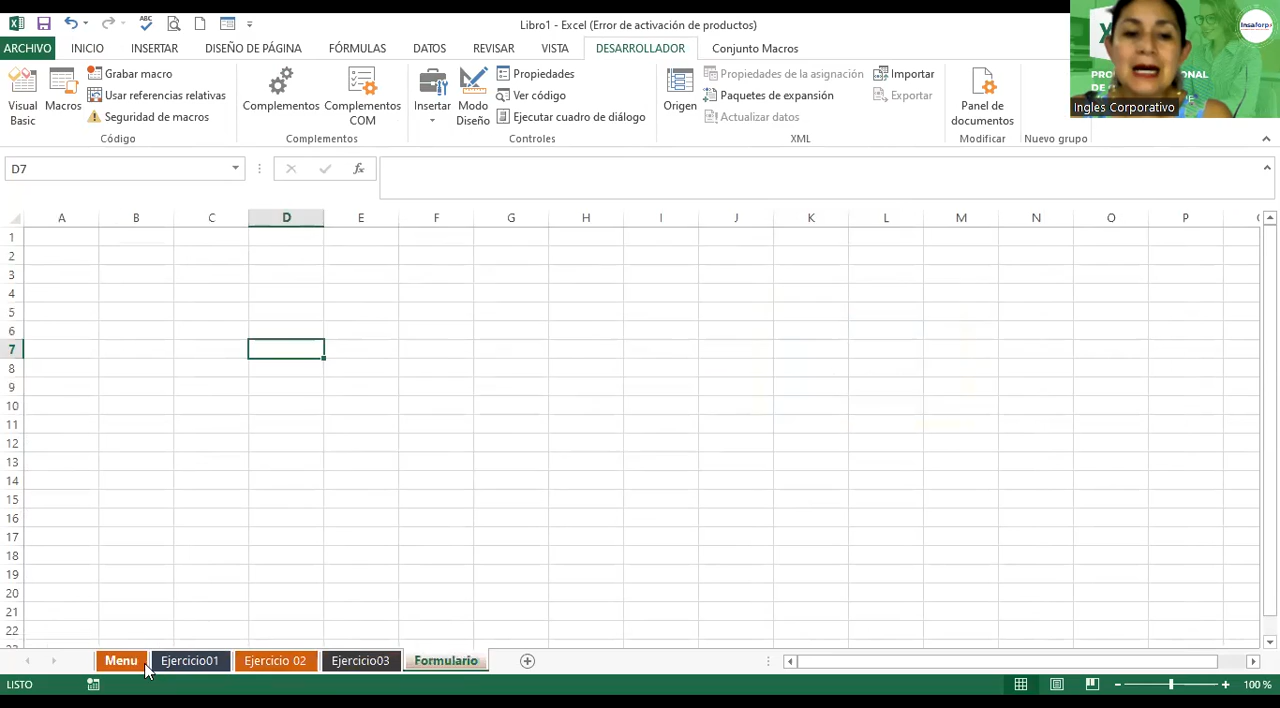 Libro1 - Excel (Error de activación de productos)
ARCHIVO INICIO INSERTAR DISEÑO DE PÁGINA FÓRMULAS DATOS REVISAR VISTA DESARROLLADOR Conjunto Macros
Visual Basic
Macros
Grabar macro
Usar referencias relativas
Seguridad de macros
Código
Complementos
Complementos COM
Complementos
Insertar
Modo Diseño
Propiedades
Ver código
Ejecutar cuadro de diálogo
Controles
Origen
Propiedades de la asignación
Paquetes de expansión
Actualizar datos
Importar
Exportar
XML
Panel de documentos
Modificar
Nuevo grupo
Insaforp
Ingles Corporativo
D7
fx
A B C D E F G H I J K L M N O P
1
2
3
4
5
6
7
8
9
10
11
12
13
14
15
16
17
18
19
20
21
22
Menu Ejercicio01 Ejercicio 02 Ejercicio03 Formulario
LISTO
100 %